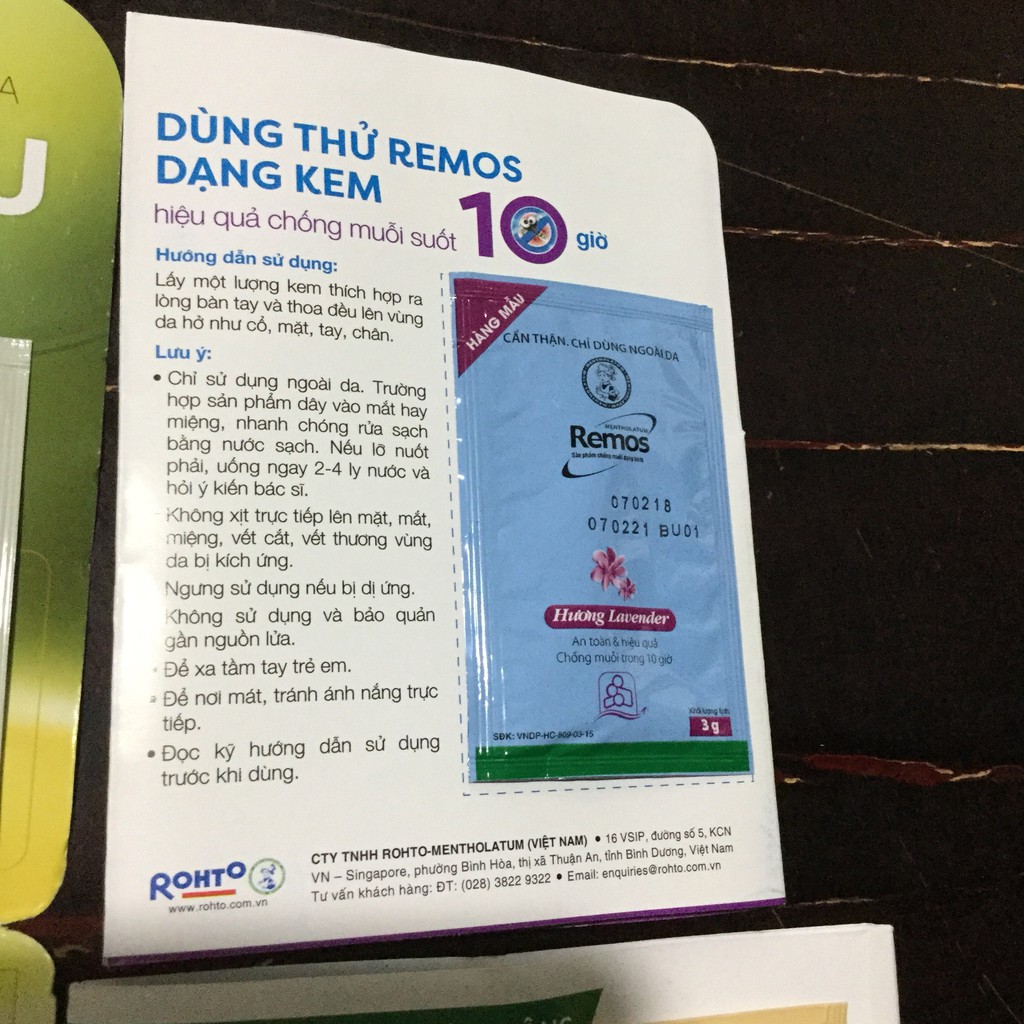 A
U
DÙNG THỬ REMOS
DẠNG KEM
hiệu quả chống muỗi suốt 10 giờ
Hướng dẫn sử dụng:
Lấy một lượng kem thích hợp ra
lòng bàn tay và thoa đều lên vùng
da hở như cổ, mặt, tay, chân.
Lưu ý:
• Chỉ sử dụng ngoài da. Trường
hợp sản phẩm dây vào mắt hay
miệng, nhanh chóng rửa sạch
bằng nước sạch. Nếu lỡ nuốt
phải, uống ngay 2-4 ly nước và
hỏi ý kiến bác sĩ.
Không xịt trực tiếp lên mặt, mắt,
miệng, vết cắt, vết thương vùng
da bị kích ứng.
Ngưng sử dụng nếu bị dị ứng.
Không sử dụng và bảo quản
gần nguồn lửa.
• Để xa tầm tay trẻ em.
• Để nơi mát, tránh ánh nắng trực
tiếp.
• Đọc kỹ hướng dẫn sử dụng
trước khi dùng.
HÀNG MẪU
CẨN THẬN. CHỈ DÙNG NGOÀI DA
MENTHOLATUM
Remos
Sản phẩm chống muỗi dạng kem
070218
070221 BU01
Hương Lavender
An toàn & hiệu quả
Chống muỗi trong 10 giờ
Khối lượng tịnh
3g
SĐK: VNDP-HC-809-03-15
ROHTO
www.rohto.com.vn
CTY TNHH ROHTO-MENTHOLATUM (VIỆT NAM) • 16 VSIP, đường số 5, KCN
VN – Singapore, phường Bình Hòa, thị xã Thuận An, tỉnh Bình Dương, Việt Nam
Tư vấn khách hàng: ĐT: (028) 3822 9322 • Email: enquiries@rohto.com.vn